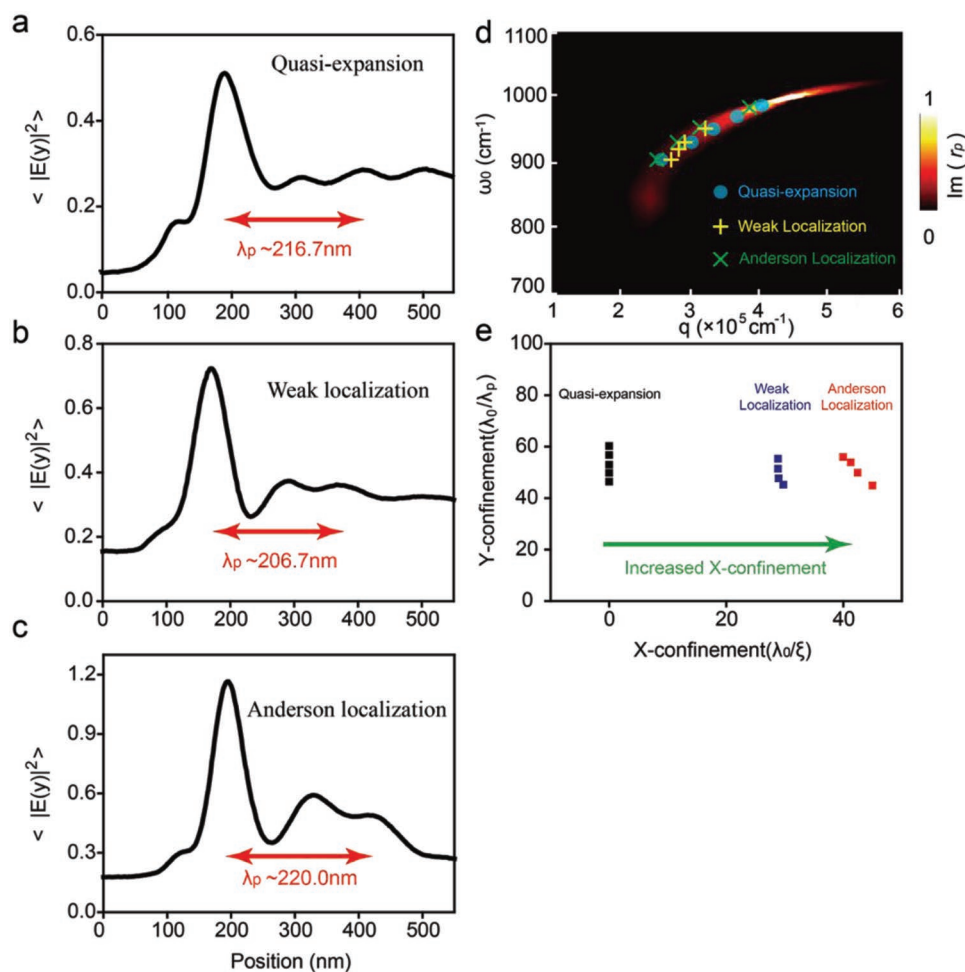 a
0.6
0.4
0.2
0.0
< |E(y)|²>
Quasi-expansion
λp ~216.7nm
0 100 200 300 400 500
b
0.8
0.6
0.4
0.2
0.0
< |E(y)|²>
Weak localization
λp ~206.7nm
0 100 200 300 400 500
c
1.2
0.9
0.6
0.3
0.0
< |E(y)|²>
Anderson localization
λp ~220.0nm
0 100 200 300 400 500
Position (nm)
d
1100
1000
900
800
700
ω₀ (cm⁻¹)
Quasi-expansion
Weak Localization
Anderson Localization
1 2 3 4 5 6
q (×10⁵cm⁻¹)
1
0
Im ( rp)
e
100
80
60
40
20
0
Y-confinement(λ₀/λp)
Quasi-expansion
Weak
Localization
Anderson
Localization
Increased X-confinement
0 20 40
X-confinement(λ₀/ξ)